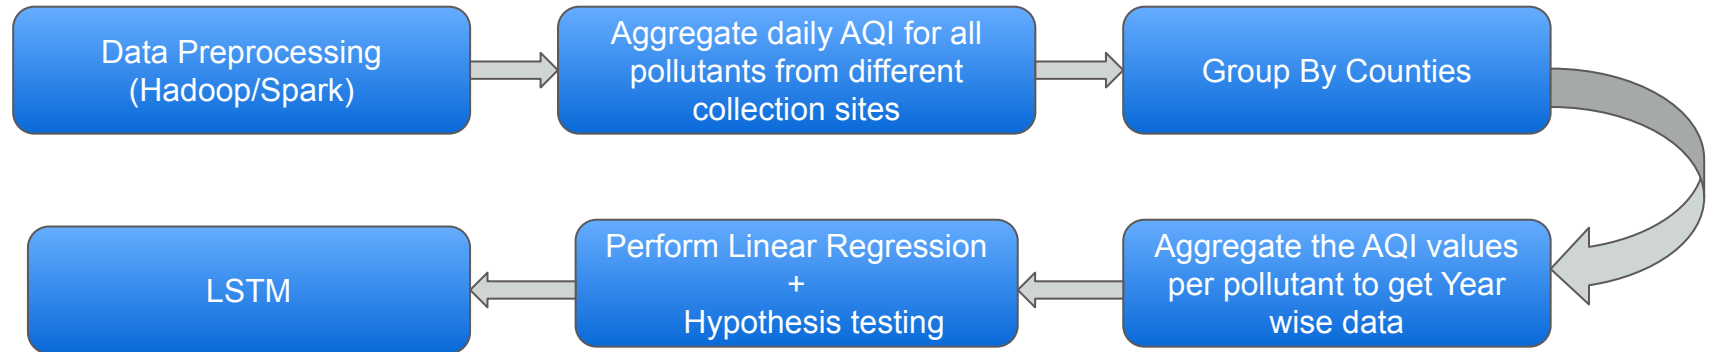 Data Preprocessing
(Hadoop/Spark)
Aggregate daily AQI for all
pollutants from different
collection sites
Group By Counties
Aggregate the AQI values
per pollutant to get Year
wise data
Perform Linear Regression
+
Hypothesis testing
LSTM